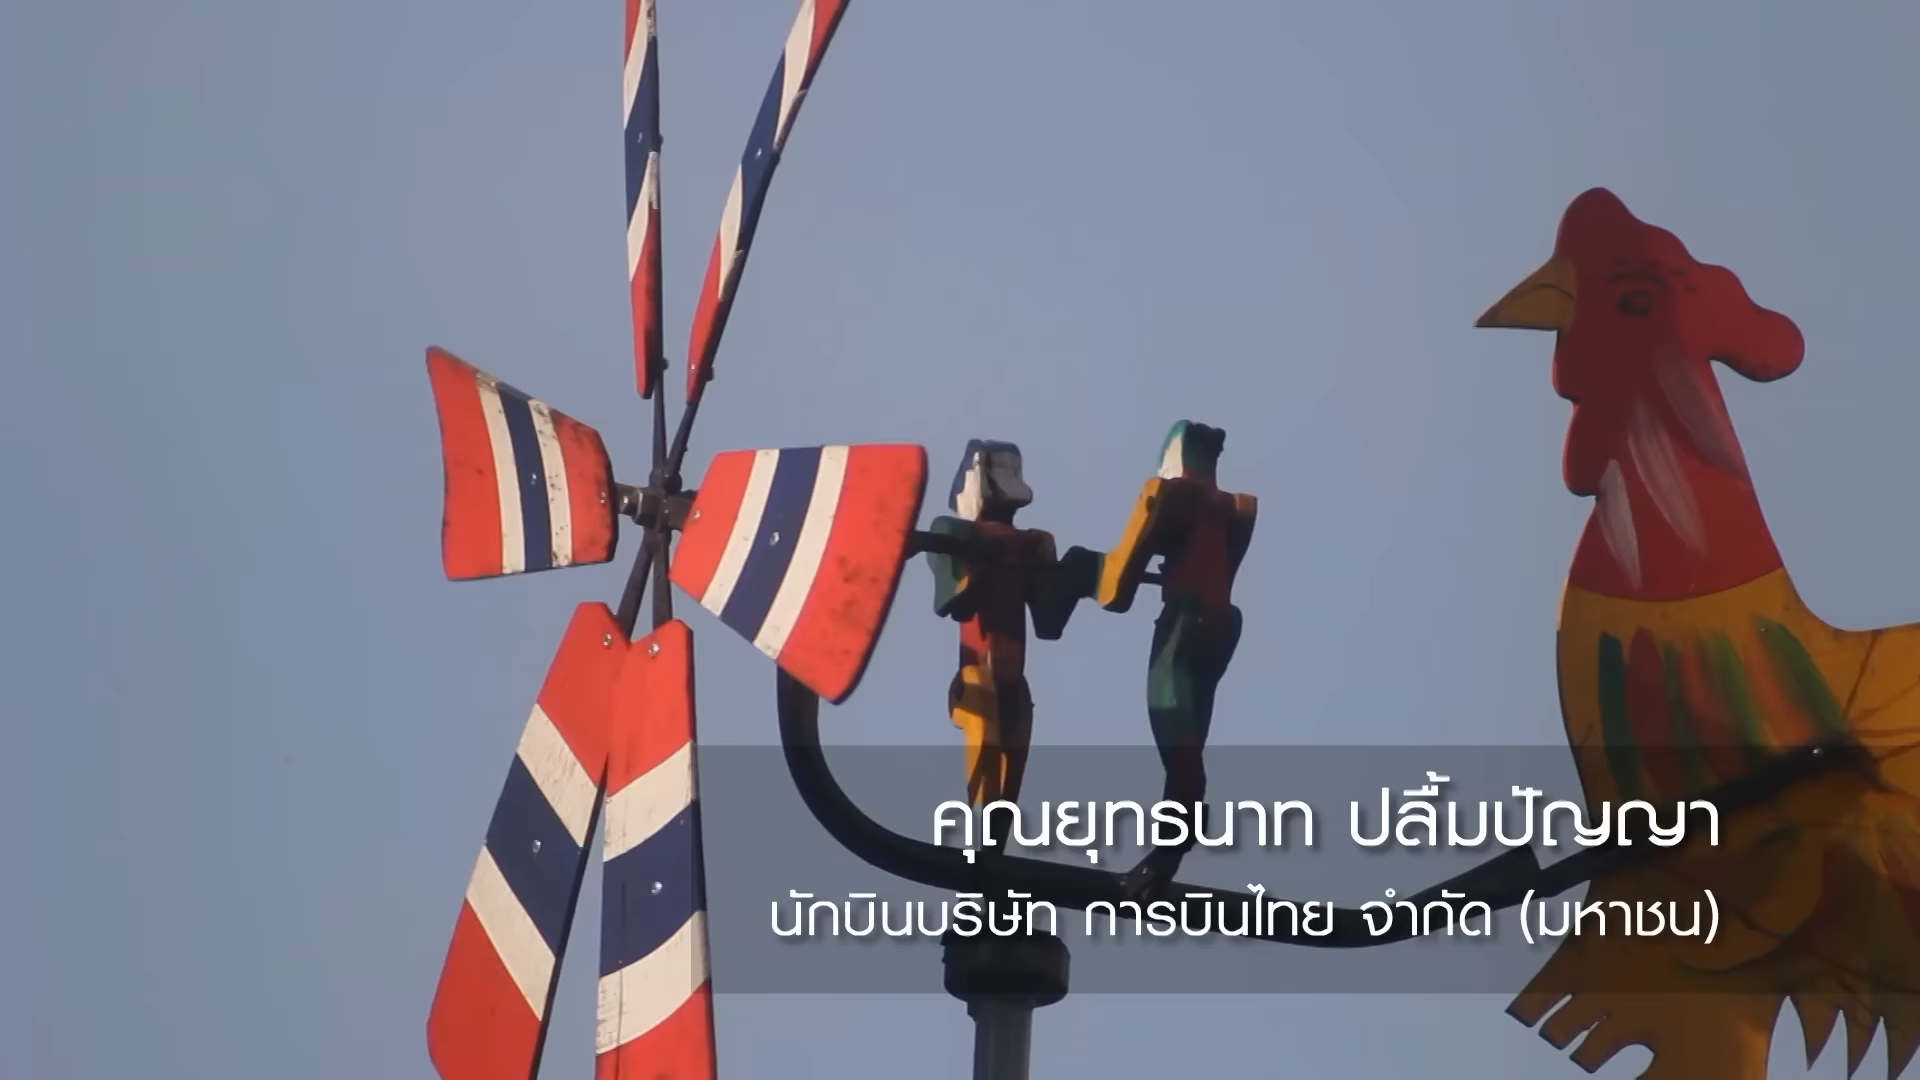 คุณยุทธนาท ปลื้มปัญญา
นักบินบริษัท การบินไทย จำกัด (มหาชน)